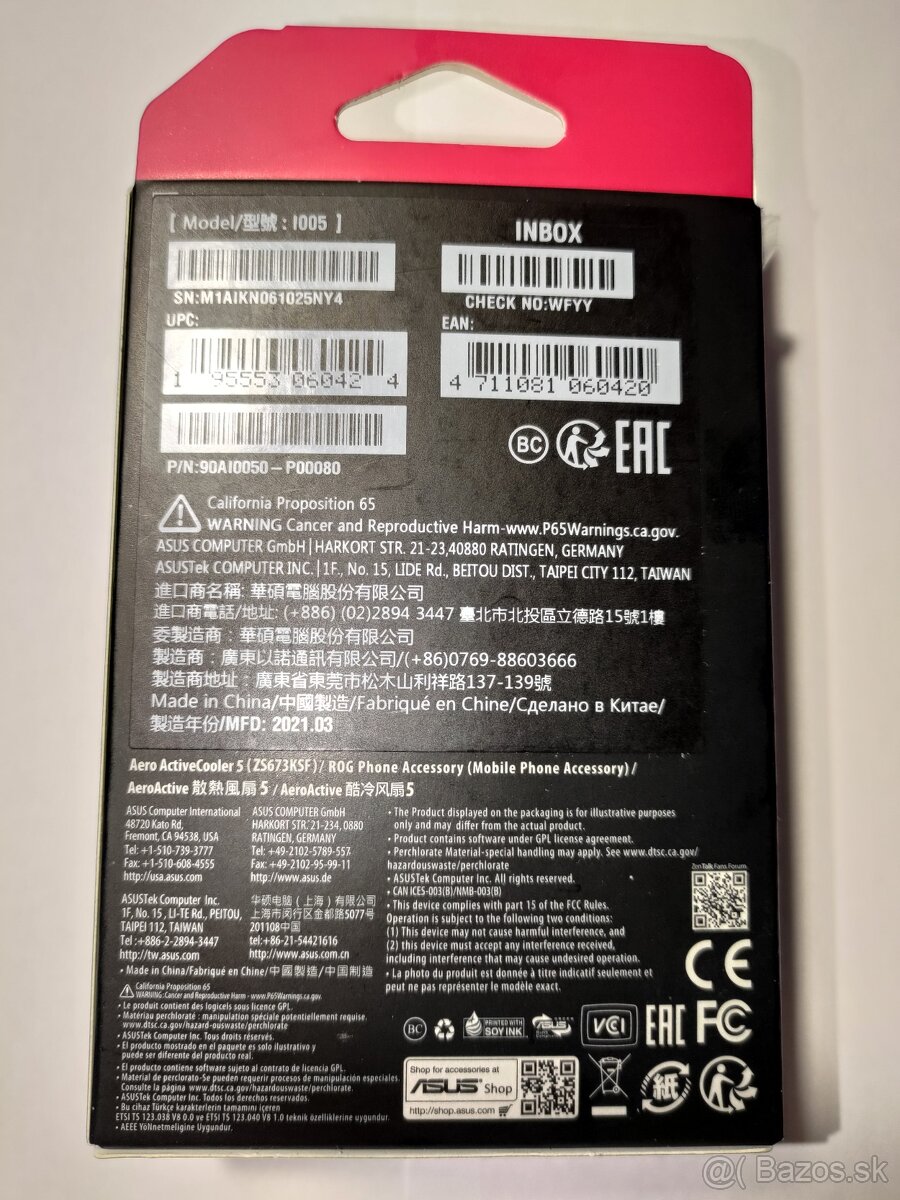 [ Model/型號 : I005 ]
INBOX
SN:M1AIKN061025NY4
CHECK NO:WFYY
UPC:
EAN:
1 95553 06042 4
4 711081 060420
P/N:90AI0050-P00080
BC
EAC
California Proposition 65
WARNING Cancer and Reproductive Harm-www.P65Warnings.ca.gov.
ASUS COMPUTER GmbH | HARKORT STR. 21-23,40880 RATINGEN, GERMANY
ASUSTek COMPUTER INC. | 1F., No. 15, LIDE Rd., BEITOU DIST., TAIPEI CITY 112, TAIWAN
進口商名稱: 華碩電腦股份有限公司
進口商電話/地址: (+886) (02)2894 3447 臺北市北投區立德路15號1樓
委製造商 : 華碩電腦股份有限公司
製造商 : 廣東以諾通訊有限公司/(+86)0769-88603666
製造商地址 : 廣東省東莞市松木山利祥路137-139號
Made in China/中國製造/Fabriqué en Chine/Сделано в Китае/
製造年份/MFD: 2021.03
Aero ActiveCooler 5 (ZS673KSF) / ROG Phone Accessory (Mobile Phone Accessory) /
AeroActive 散熱風扇 5 / AeroActive 酷冷风扇5
ASUS Computer International
48720 Kato Rd.
Fremont, CA 94538, USA
Tel: +1-510-739-3777
Fax: +1-510-608-4555
http://usa.asus.com
ASUS COMPUTER GmbH
HARKORT STR. 21-234, 0880
RATINGEN, GERMANY
Tel: +49-2102-5789-557
Fax: +49-2102-95-99-11
http://www.asus.de
ASUSTek Computer Inc.
1F, No. 15, LI-TE Rd., PEITOU,
TAIPEI 112, TAIWAN
Tel :+886-2-2894-3447
http://tw.asus.com
华硕电脑（上海）有限公司
上海市闵行区金都路5077号
201108中国
tel:+86-21-54421616
http://www.asus.com.cn
• Made in China/Fabriqué en Chine/中國製造/中国制造
California Proposition 65
WARNING: Cancer and Reproductive Harm - www.P65Warnings.ca.gov.
• Le produit contient des logiciels sous licence GPL.
• Matériau perchlorate : manipulation spéciale potentiellement requise.
www.dtsc.ca.gov/hazard-ouswaste/perchlorate
• ASUSTek Computer Inc. Tous droits réservés.
• El producto mostrado en el paquete es solo ilustrativo y
puede ser diferente del producto real.
• El producto contiene software sujeto al contrato de licencia GPL.
• Material de perclorato-Se pueden requerir procesos de manipulación especiales.
Consulte la página www.dtsc.ca.gov/hazardouswaste/perchlorate.
• ASUSTek Computer Inc. Todos los derechos reservados.
• Bu cihaz Türkçe karakterlerin tamamını içeren
ETSI TS 123.038 V8.0 ve ETSI TS 123.040 V8 1.0 teknik özelliklerine uygundur.
• AEEE Yönetmeligine Uygundur.
• The Product displayed on the packaging is for illustrative purposes
only and may differ from the actual product.
• Product contains software under GPL license agreement.
• Perchlorate Material-special handling may apply. See www.dtsc.ca.gov/
hazardouswaste/perchlorate
• ASUSTek Computer Inc. All rights reserved.
• CAN ICES-003(B)/NMB-003(B)
• This device complies with part 15 of the FCC Rules.
Operation is subject to the following two conditions:
(1) This device may not cause harmful interference, and
(2) this device must accept any interference received,
including interference that may cause undesired operation.
• La photo du produit est donnée à titre indicatif seulement et
peut ne pas représenter le modèle exact.
ZenTalk Fans Forum
CE
BC
PRINTED WITH
SOY INK
ASUS
VCCI
EAC
FC
Shop for accessories at
ASUS Shop
http://shop.asus.com
紙
@( Bazos.sk